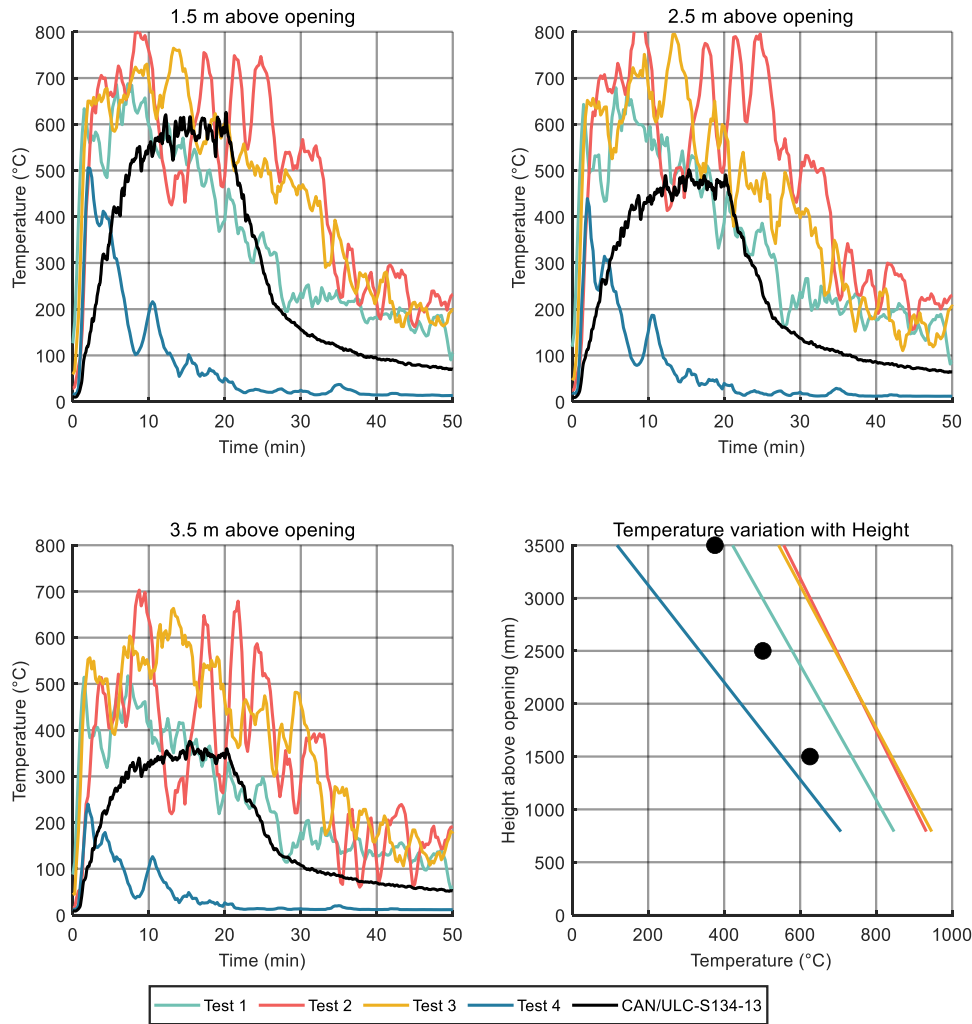 1.5 m above opening
800
700
600
500
400
300
200
100
0
Temperature (°C)
0 10 20 30 40 50
Time (min)
2.5 m above opening
800
700
600
500
400
300
200
100
0
Temperature (°C)
0 10 20 30 40 50
Time (min)
3.5 m above opening
800
700
600
500
400
300
200
100
0
Temperature (°C)
0 10 20 30 40 50
Time (min)
Temperature variation with Height
3500
3000
2500
2000
1500
1000
500
0
Height above opening (mm)
0 200 400 600 800 1000
Temperature (°C)
Test 1 Test 2 Test 3 Test 4 CAN/ULC-S134-13